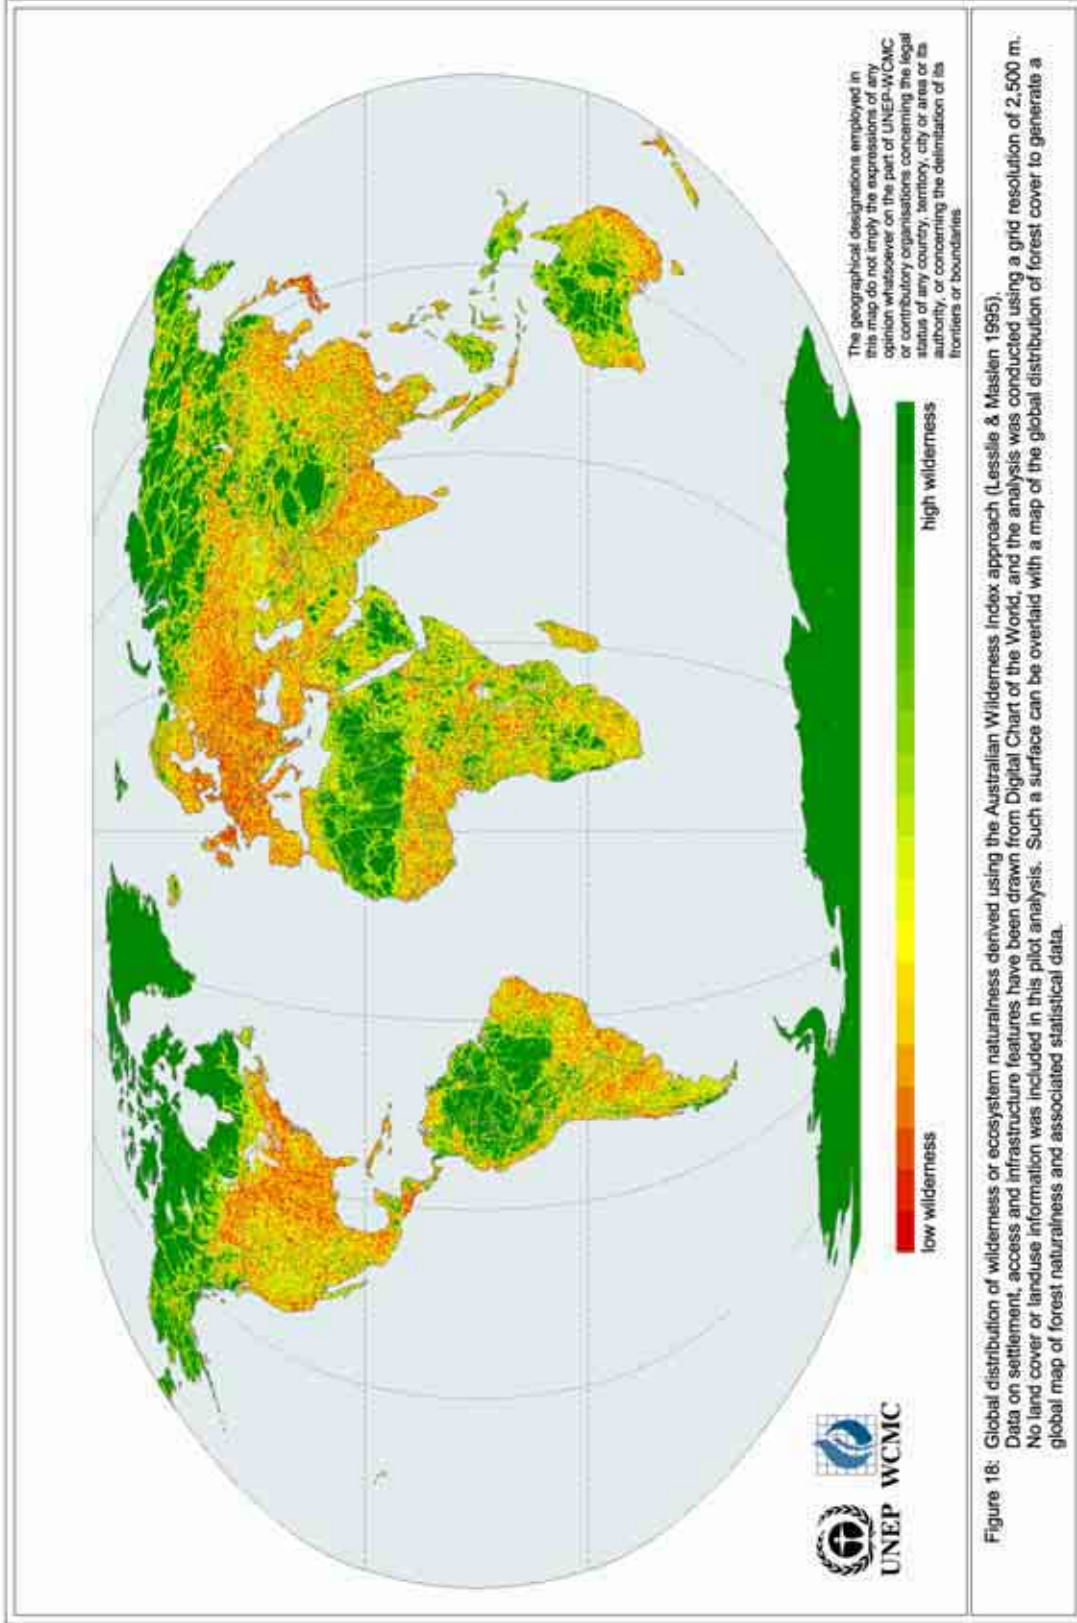 The geographical designations employed in
this map do not imply the expressions of any
opinion whatsoever on the part of UNEP-WCMC
or contributory organisations concerning the legal
status of any country, territory, city or area or its
authority, or concerning the delimitation of its
frontiers or boundaries
low wilderness
high wilderness
UNEP WCMC
Figure 18: Global distribution of wilderness or ecosystem naturalness derived using the Australian Wilderness Index approach (Lesslie & Maslen 1995).
Data on settlement, access and infrastructure features have been drawn from Digital Chart of the World, and the analysis was conducted using a grid resolution of 2,500 m.
No land cover or landuse information was included in this pilot analysis. Such a surface can be overlaid with a map of the global distribution of forest cover to generate a
global map of forest naturalness and associated statistical data.